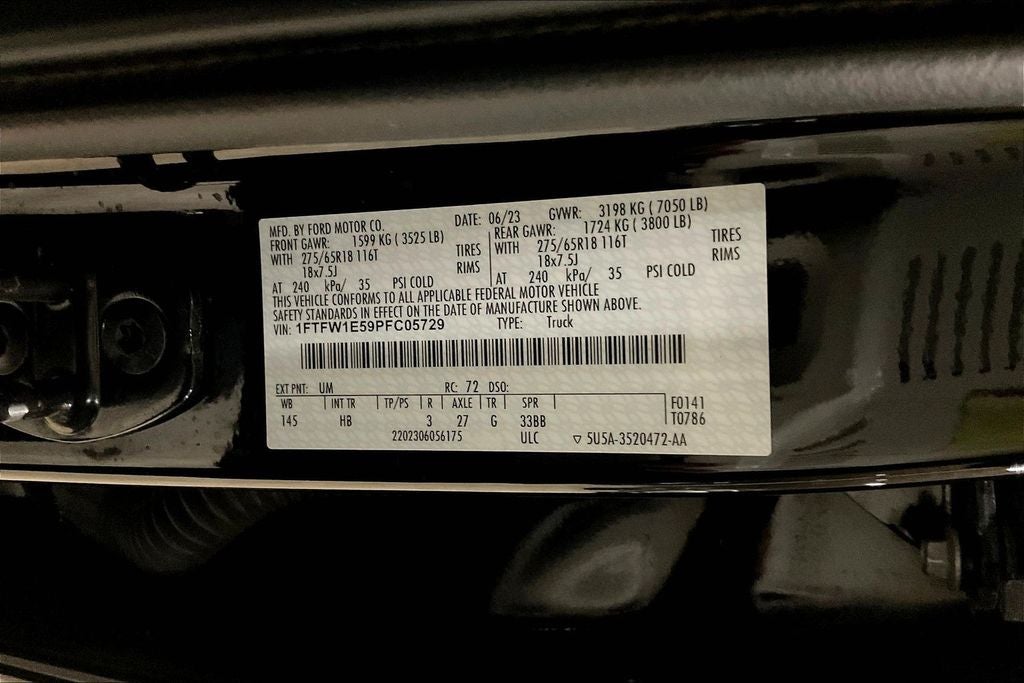 MFD. BY FORD MOTOR CO. DATE: 06/23 GVWR: 3198 KG ( 7050 LB)
FRONT GAWR: 1599 KG ( 3525 LB) REAR GAWR: 1724 KG ( 3800 LB)
WITH 275/65R18 116T TIRES WITH 275/65R18 116T TIRES
18x7.5J RIMS 18x7.5J RIMS
AT 240 kPa/ 35 PSI COLD AT 240 kPa/ 35 PSI COLD
THIS VEHICLE CONFORMS TO ALL APPLICABLE FEDERAL MOTOR VEHICLE
SAFETY STANDARDS IN EFFECT ON THE DATE OF MANUFACTURE SHOWN ABOVE.
VIN: 1FTFW1E59PFC05729 TYPE: Truck
EXT PNT: UM RC: 72 DSO:
WB INT TR TP/PS R AXLE TR SPR F0141
145 HB 3 27 G 33BB T0786
2202306056175 ULC ▽ 5U5A-3520472-AA